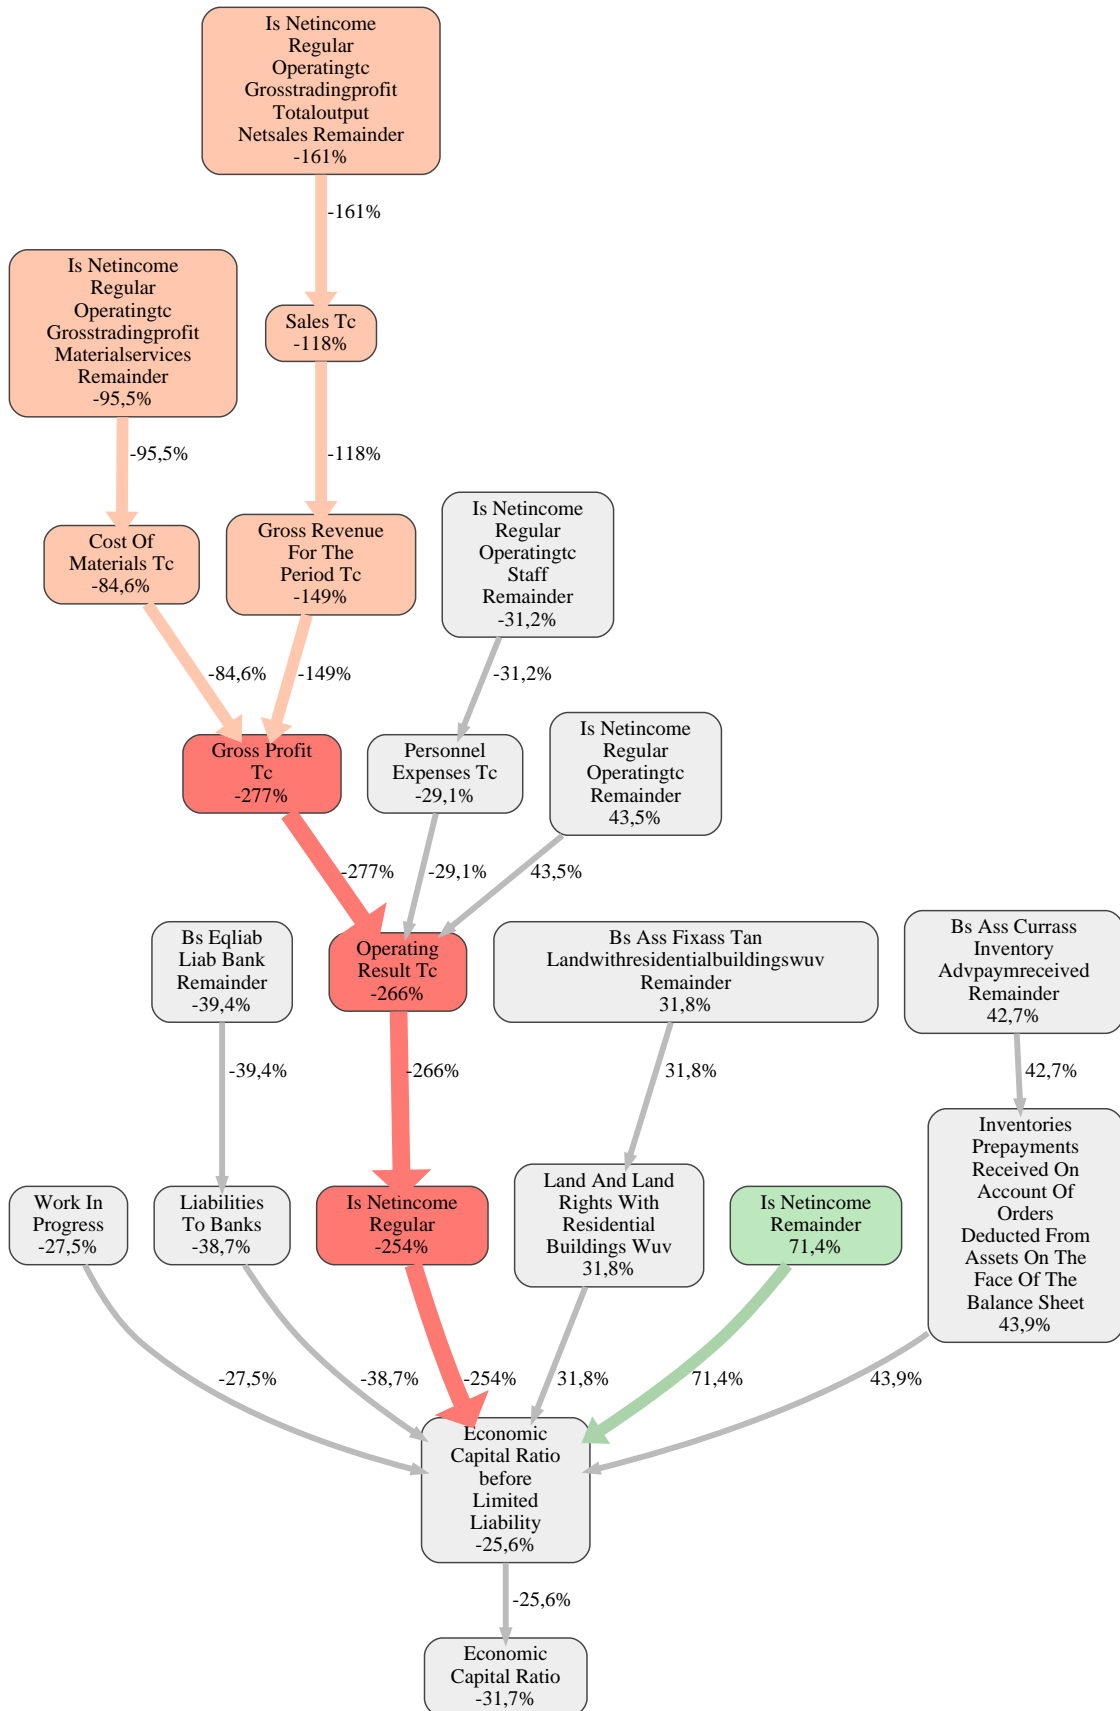 Is Netincome
Regular
Operatingtc
Grosstradingprofit
Totaloutput
Netsales Remainder
-161%
-161%
Is Netincome
Regular
Operatingtc
Grosstradingprofit
Materialservices
Remainder
-95,5%
Sales Tc
-118%
-95,5%
-118%
Is Netincome
Regular
Operatingtc
Staff
Remainder
-31,2%
Cost Of
Materials Tc
-84,6%
Gross Revenue
For The
Period Tc
-149%
-84,6%
-149%
-31,2%
Gross Profit
Tc
-277%
Personnel
Expenses Tc
-29,1%
Is Netincome
Regular
Operatingtc
Remainder
43,5%
-277%
-29,1%
43,5%
Bs Eqliab
Liab Bank
Remainder
-39,4%
Operating
Result Tc
-266%
Bs Ass Fixass Tan
Landwithresidentialbuildingswuv
Remainder
31,8%
Bs Ass Currass
Inventory
Advpaymreceived
Remainder
42,7%
-39,4%
-266%
31,8%
42,7%
Work In
Progress
-27,5%
Liabilities
To Banks
-38,7%
Is Netincome
Regular
-254%
Land And Land
Rights With
Residential
Buildings Wuv
31,8%
Is Netincome
Remainder
71,4%
Inventories
Prepayments
Received On
Account Of
Orders
Deducted From
Assets On The
Face Of The
Balance Sheet
43,9%
-27,5%
-38,7%
-254%
31,8%
71,4%
43,9%
Economic
Capital Ratio
before
Limited
Liability
-25,6%
-25,6%
Economic
Capital Ratio
-31,7%